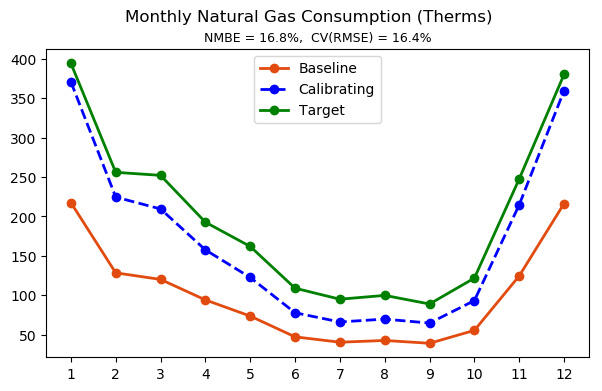 Monthly Natural Gas Consumption (Therms)
NMBE = 16.8%,  CV(RMSE) = 16.4%
Baseline
Calibrating
Target
400
350
300
250
200
150
100
50
1 2 3 4 5 6 7 8 9 10 11 12